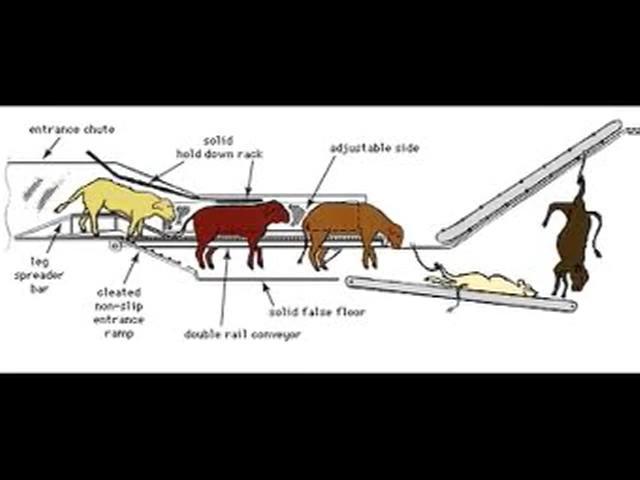 entrance chute
solid
hold down rack
adjustable side
leg
spreader
bar
cleated
non-slip
entrance
ramp
double rail conveyor
solid false floor